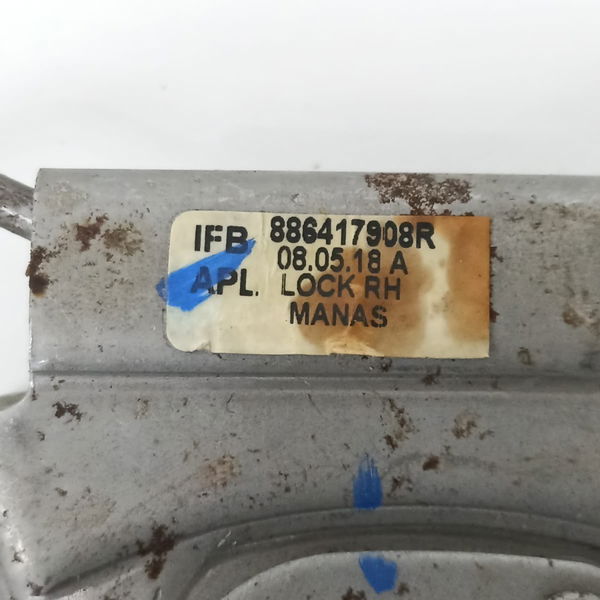 IFB 886417908R
08.05.18 A
APL. LOCK RH
MANAS